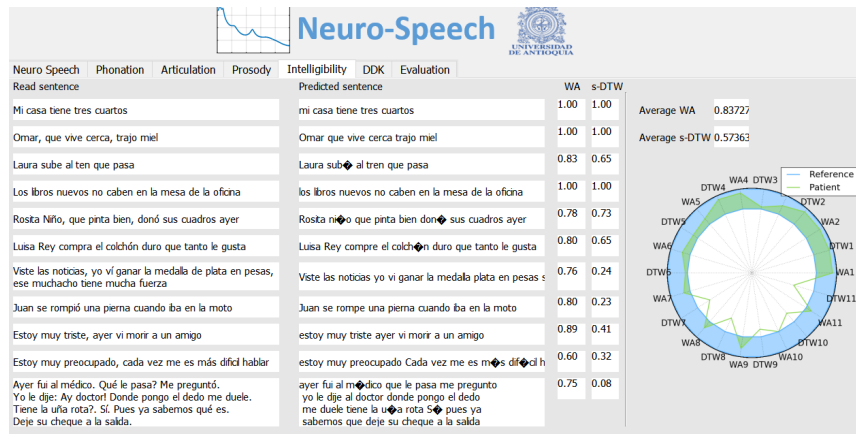 Neuro-Speech
UNIVERSIDAD
DE ANTIOQUIA
Neuro Speech Phonation Articulation Prosody Intelligibility DDK Evaluation
Read sentence Predicted sentence WA s-DTW
Mi casa tiene tres cuartos mi casa tiene tres cuartos 1.00 1.00
Omar, que vive cerca, trajo miel Omar que vive cerca trajo miel 1.00 1.00
Laura sube al ten que pasa Laura sub� al tren que pasa 0.83 0.65
Los libros nuevos no caben en la mesa de la oficina los libros nuevos no caben en la mesa de la oficina 1.00 1.00
Rosita Niño, que pinta bien, donó sus cuadros ayer Rosita ni�o que pinta bien don� sus cuadros ayer 0.78 0.73
Luisa Rey compra el colchón duro que tanto le gusta Luisa Rey compre el colch�n duro que tanto le gusta 0.80 0.65
Viste las noticias, yo ví ganar la medalla de plata en pesas,
ese muchacho tiene mucha fuerza
Viste las noticias yo vi ganar la medalla plata en pesas s 0.76 0.24
Juan se rompió una pierna cuando iba en la moto Juan se rompe una pierna cuando iba en la moto 0.80 0.23
Estoy muy triste, ayer vi morir a un amigo estoy muy triste ayer vi morir a un amigo 0.89 0.41
Estoy muy preocupado, cada vez me es más difícil hablar estoy muy preocupado Cada vez me es m�s dif�cil h 0.60 0.32
Ayer fui al médico. Qué le pasa? Me preguntó.
Yo le dije: Ay doctor! Donde pongo el dedo me duele.
Tiene la uña rota?. Sí. Pues ya sabemos qué es.
Deje su cheque a la salida.
ayer fui al m�dico que le pasa me pregunto
yo le dije al doctor donde pongo el dedo
me duele tiene la u�a rota S� pues ya
sabemos que deje su cheque a la salida
0.75 0.08
Average WA 0.83727
Average s-DTW 0.57363
Reference
Patient
WA1
DTW1
WA2
DTW2
DTW3
WA4
DTW4
WA5
DTW5
WA6
DTW6
WA7
DTW7
WA8
DTW8
WA9
DTW9
WA10
DTW10
WA11
DTW11